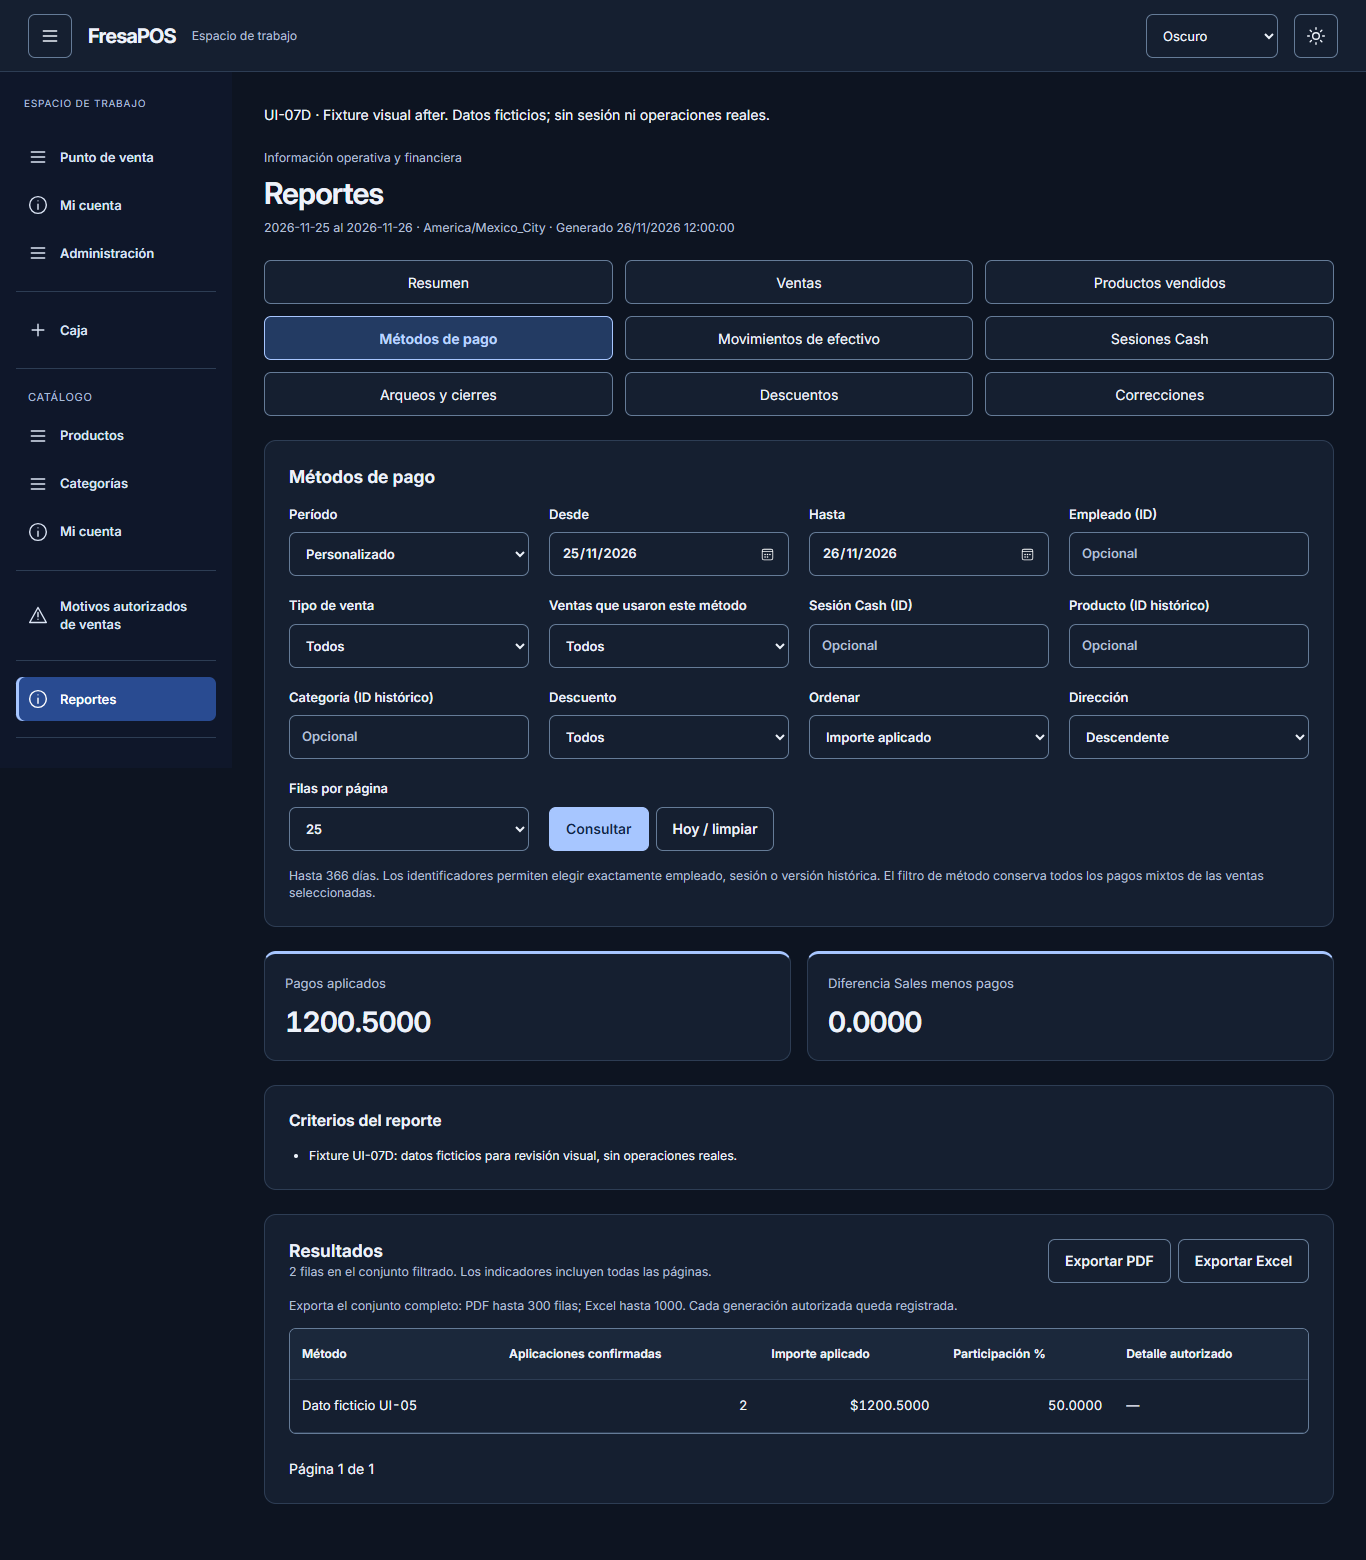 FresaPOS
Espacio de trabajo
Oscuro
ESPACIO DE TRABAJO
Punto de venta
Mi cuenta
Administración
Caja
CATÁLOGO
Productos
Categorías
Mi cuenta
Motivos autorizados
de ventas
Reportes
UI-07D · Fixture visual after. Datos ficticios; sin sesión ni operaciones reales.
Información operativa y financiera
Reportes
2026-11-25 al 2026-11-26 · America/Mexico_City · Generado 26/11/2026 12:00:00
Resumen
Ventas
Productos vendidos
Métodos de pago
Movimientos de efectivo
Sesiones Cash
Arqueos y cierres
Descuentos
Correcciones
Métodos de pago
Período
Desde
Hasta
Empleado (ID)
Personalizado
25/11/2026
26/11/2026
Opcional
Tipo de venta
Ventas que usaron este método
Sesión Cash (ID)
Producto (ID histórico)
Todos
Todos
Opcional
Opcional
Categoría (ID histórico)
Descuento
Ordenar
Dirección
Opcional
Todos
Importe aplicado
Descendente
Filas por página
25
Consultar
Hoy / limpiar
Hasta 366 días. Los identificadores permiten elegir exactamente empleado, sesión o versión histórica. El filtro de método conserva todos los pagos mixtos de las ventas
seleccionadas.
Pagos aplicados
1200.5000
Diferencia Sales menos pagos
0.0000
Criterios del reporte
• Fixture UI-07D: datos ficticios para revisión visual, sin operaciones reales.
Resultados
2 filas en el conjunto filtrado. Los indicadores incluyen todas las páginas.
Exportar PDF
Exportar Excel
Exporta el conjunto completo: PDF hasta 300 filas; Excel hasta 1000. Cada generación autorizada queda registrada.
Método
Aplicaciones confirmadas
Importe aplicado
Participación %
Detalle autorizado
Dato ficticio UI-05
2
$1200.5000
50.0000
—
Página 1 de 1